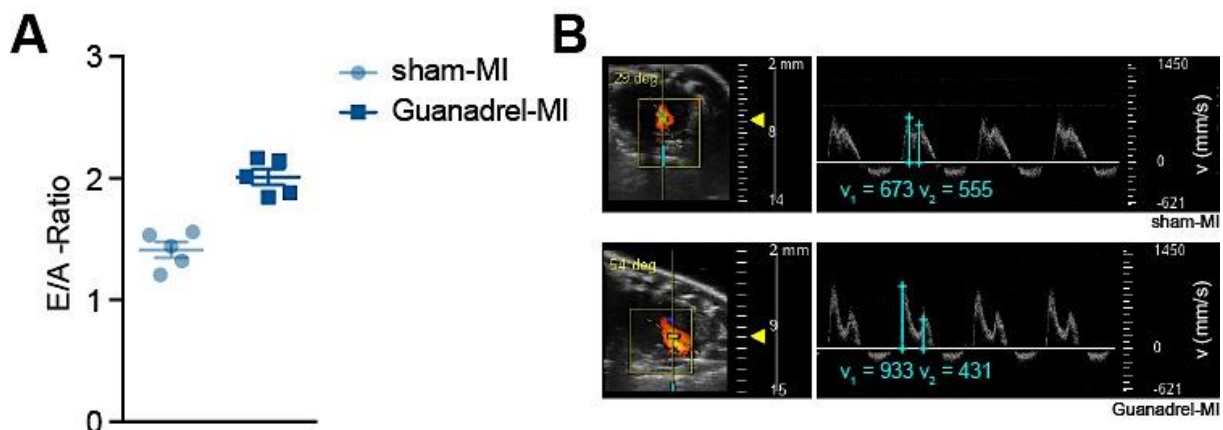 A
3
2
1
0
E/A -Ratio
sham-MI
Guanadrel-MI
B
29 deg
2 mm
8
14
1450
0
-621
v (mm/s)
v₁ = 673 v₂ = 555
sham-MI
54 deg
2 mm
9
15
1450
0
-621
v (mm/s)
v₁ = 933 v₂ = 431
Guanadrel-MI